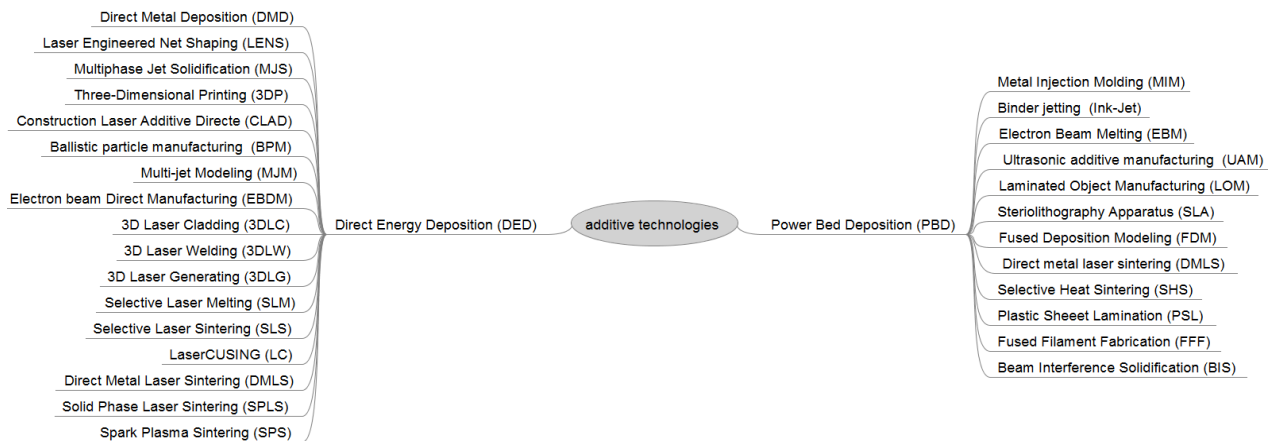 Direct Metal Deposition (DMD)
Laser Engineered Net Shaping (LENS)
Multiphase Jet Solidification (MJS)
Three-Dimensional Printing (3DP)
Construction Laser Additive Directe (CLAD)
Ballistic particle manufacturing (BPM)
Multi-jet Modeling (MJM)
Electron beam Direct Manufacturing (EBDM)
3D Laser Cladding (3DLC)
3D Laser Welding (3DLW)
3D Laser Generating (3DLG)
Selective Laser Melting (SLM)
Selective Laser Sintering (SLS)
LaserCUSING (LC)
Direct Metal Laser Sintering (DMLS)
Solid Phase Laser Sintering (SPLS)
Spark Plasma Sintering (SPS)
Direct Energy Deposition (DED)
additive technologies
Power Bed Deposition (PBD)
Metal Injection Molding (MIM)
Binder jetting (Ink-Jet)
Electron Beam Melting (EBM)
Ultrasonic additive manufacturing (UAM)
Laminated Object Manufacturing (LOM)
Steriolithography Apparatus (SLA)
Fused Deposition Modeling (FDM)
Direct metal laser sintering (DMLS)
Selective Heat Sintering (SHS)
Plastic Sheeet Lamination (PSL)
Fused Filament Fabrication (FFF)
Beam Interference Solidification (BIS)